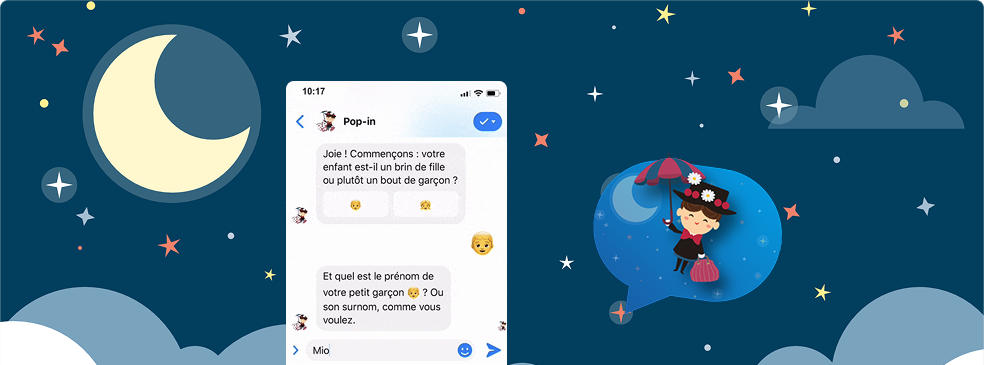 10:17
Pop-in
Joie ! Commençons : votre
enfant est-il un brin de fille
ou plutôt un bout de garçon ?
Et quel est le prénom de
votre petit garçon 👦 ? Ou
son surnom, comme vous
voulez.
Mio